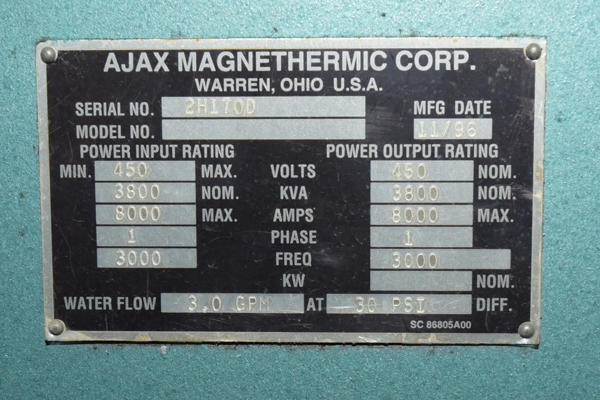 AJAX MAGNETHERMIC CORP.
WARREN, OHIO U.S.A.
SERIAL NO. 2H170D MFG DATE
MODEL NO. 11/96
POWER INPUT RATING POWER OUTPUT RATING
MIN. 450 MAX. VOLTS 450 NOM.
3800 NOM. KVA 3800 NOM.
8000 MAX. AMPS 8000 MAX.
1 PHASE 1
3000 FREQ 3000
KW NOM.
WATER FLOW 3.0 GPM AT 30 PSI DIFF.
SC 86805A00